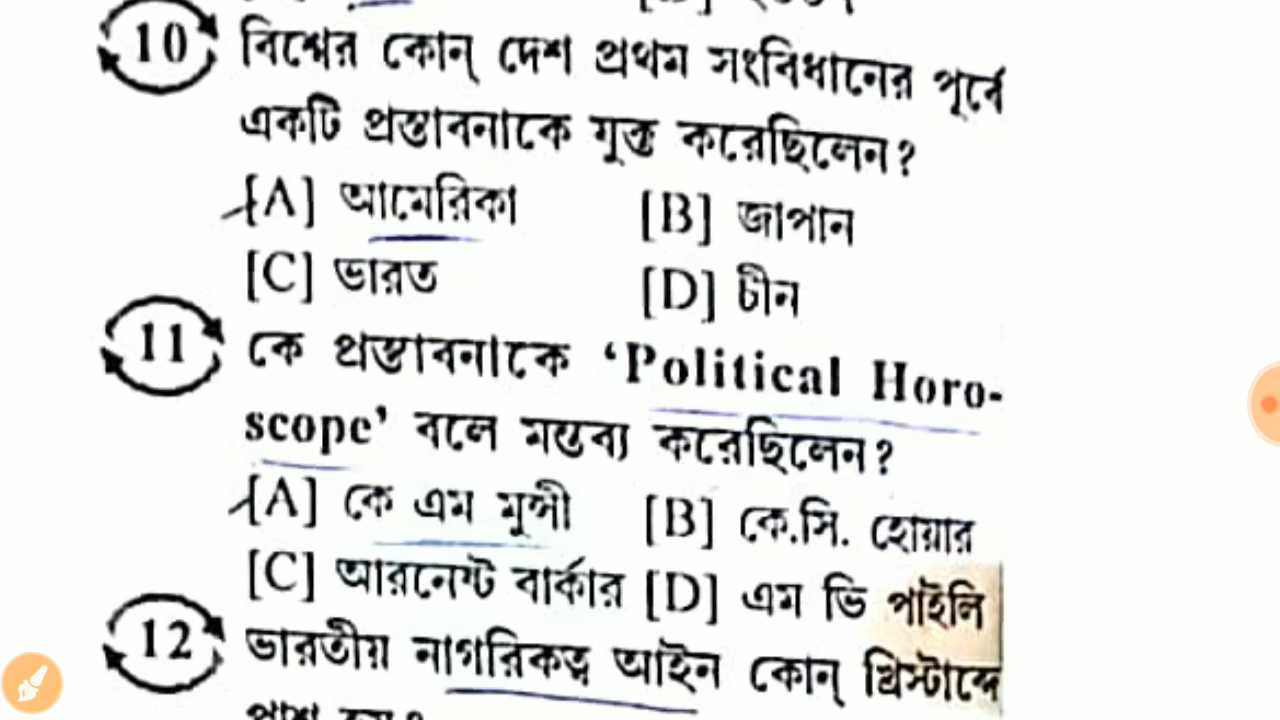 10 বিশ্বের কোন্ দেশ প্রথম সংবিধানের পূর্বে
একটি প্রস্তাবনাকে যুক্ত করেছিলেন?
[A] আমেরিকা [B] জাপান
[C] ভারত [D] চীন
11 কে প্রস্তাবনাকে ‘Political Horo-
scope’ বলে মন্তব্য করেছিলেন?
[A] কে এম মুন্সী [B] কে.সি. হোয়ার
[C] আরনেস্ট বার্কার [D] এম ভি পাইলি
12 ভারতীয় নাগরিকত্ব আইন কোন্ খ্রিস্টাব্দে